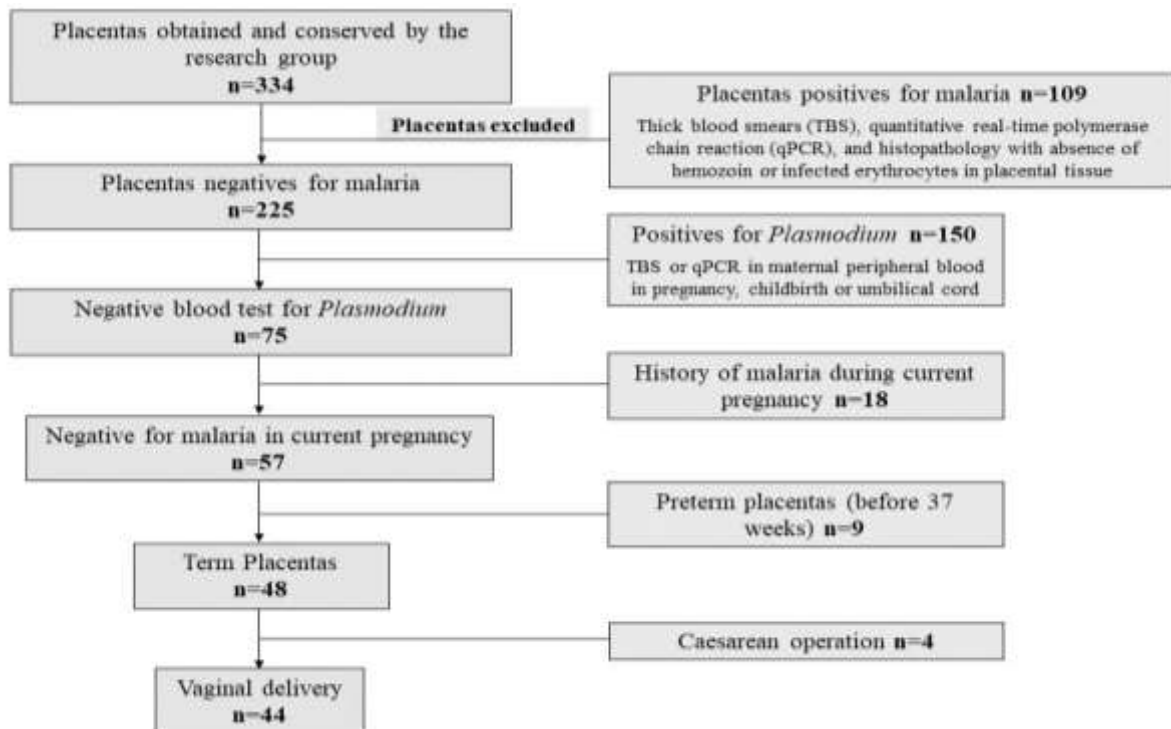 Placentas obtained and conserved by the
research group
n=334
Placentas excluded
Placentas positives for malaria n=109
Thick blood smears (TBS), quantitative real-time polymerase
chain reaction (qPCR), and histopathology with absence of
hemozoin or infected erythrocytes in placental tissue
Placentas negatives for malaria
n=225
Positives for Plasmodium n=150
TBS or qPCR in maternal peripheral blood
in pregnancy, childbirth or umbilical cord
Negative blood test for Plasmodium
n=75
History of malaria during current
pregnancy n=18
Negative for malaria in current pregnancy
n=57
Preterm placentas (before 37
weeks) n=9
Term Placentas
n=48
Caesarean operation n=4
Vaginal delivery
n=44